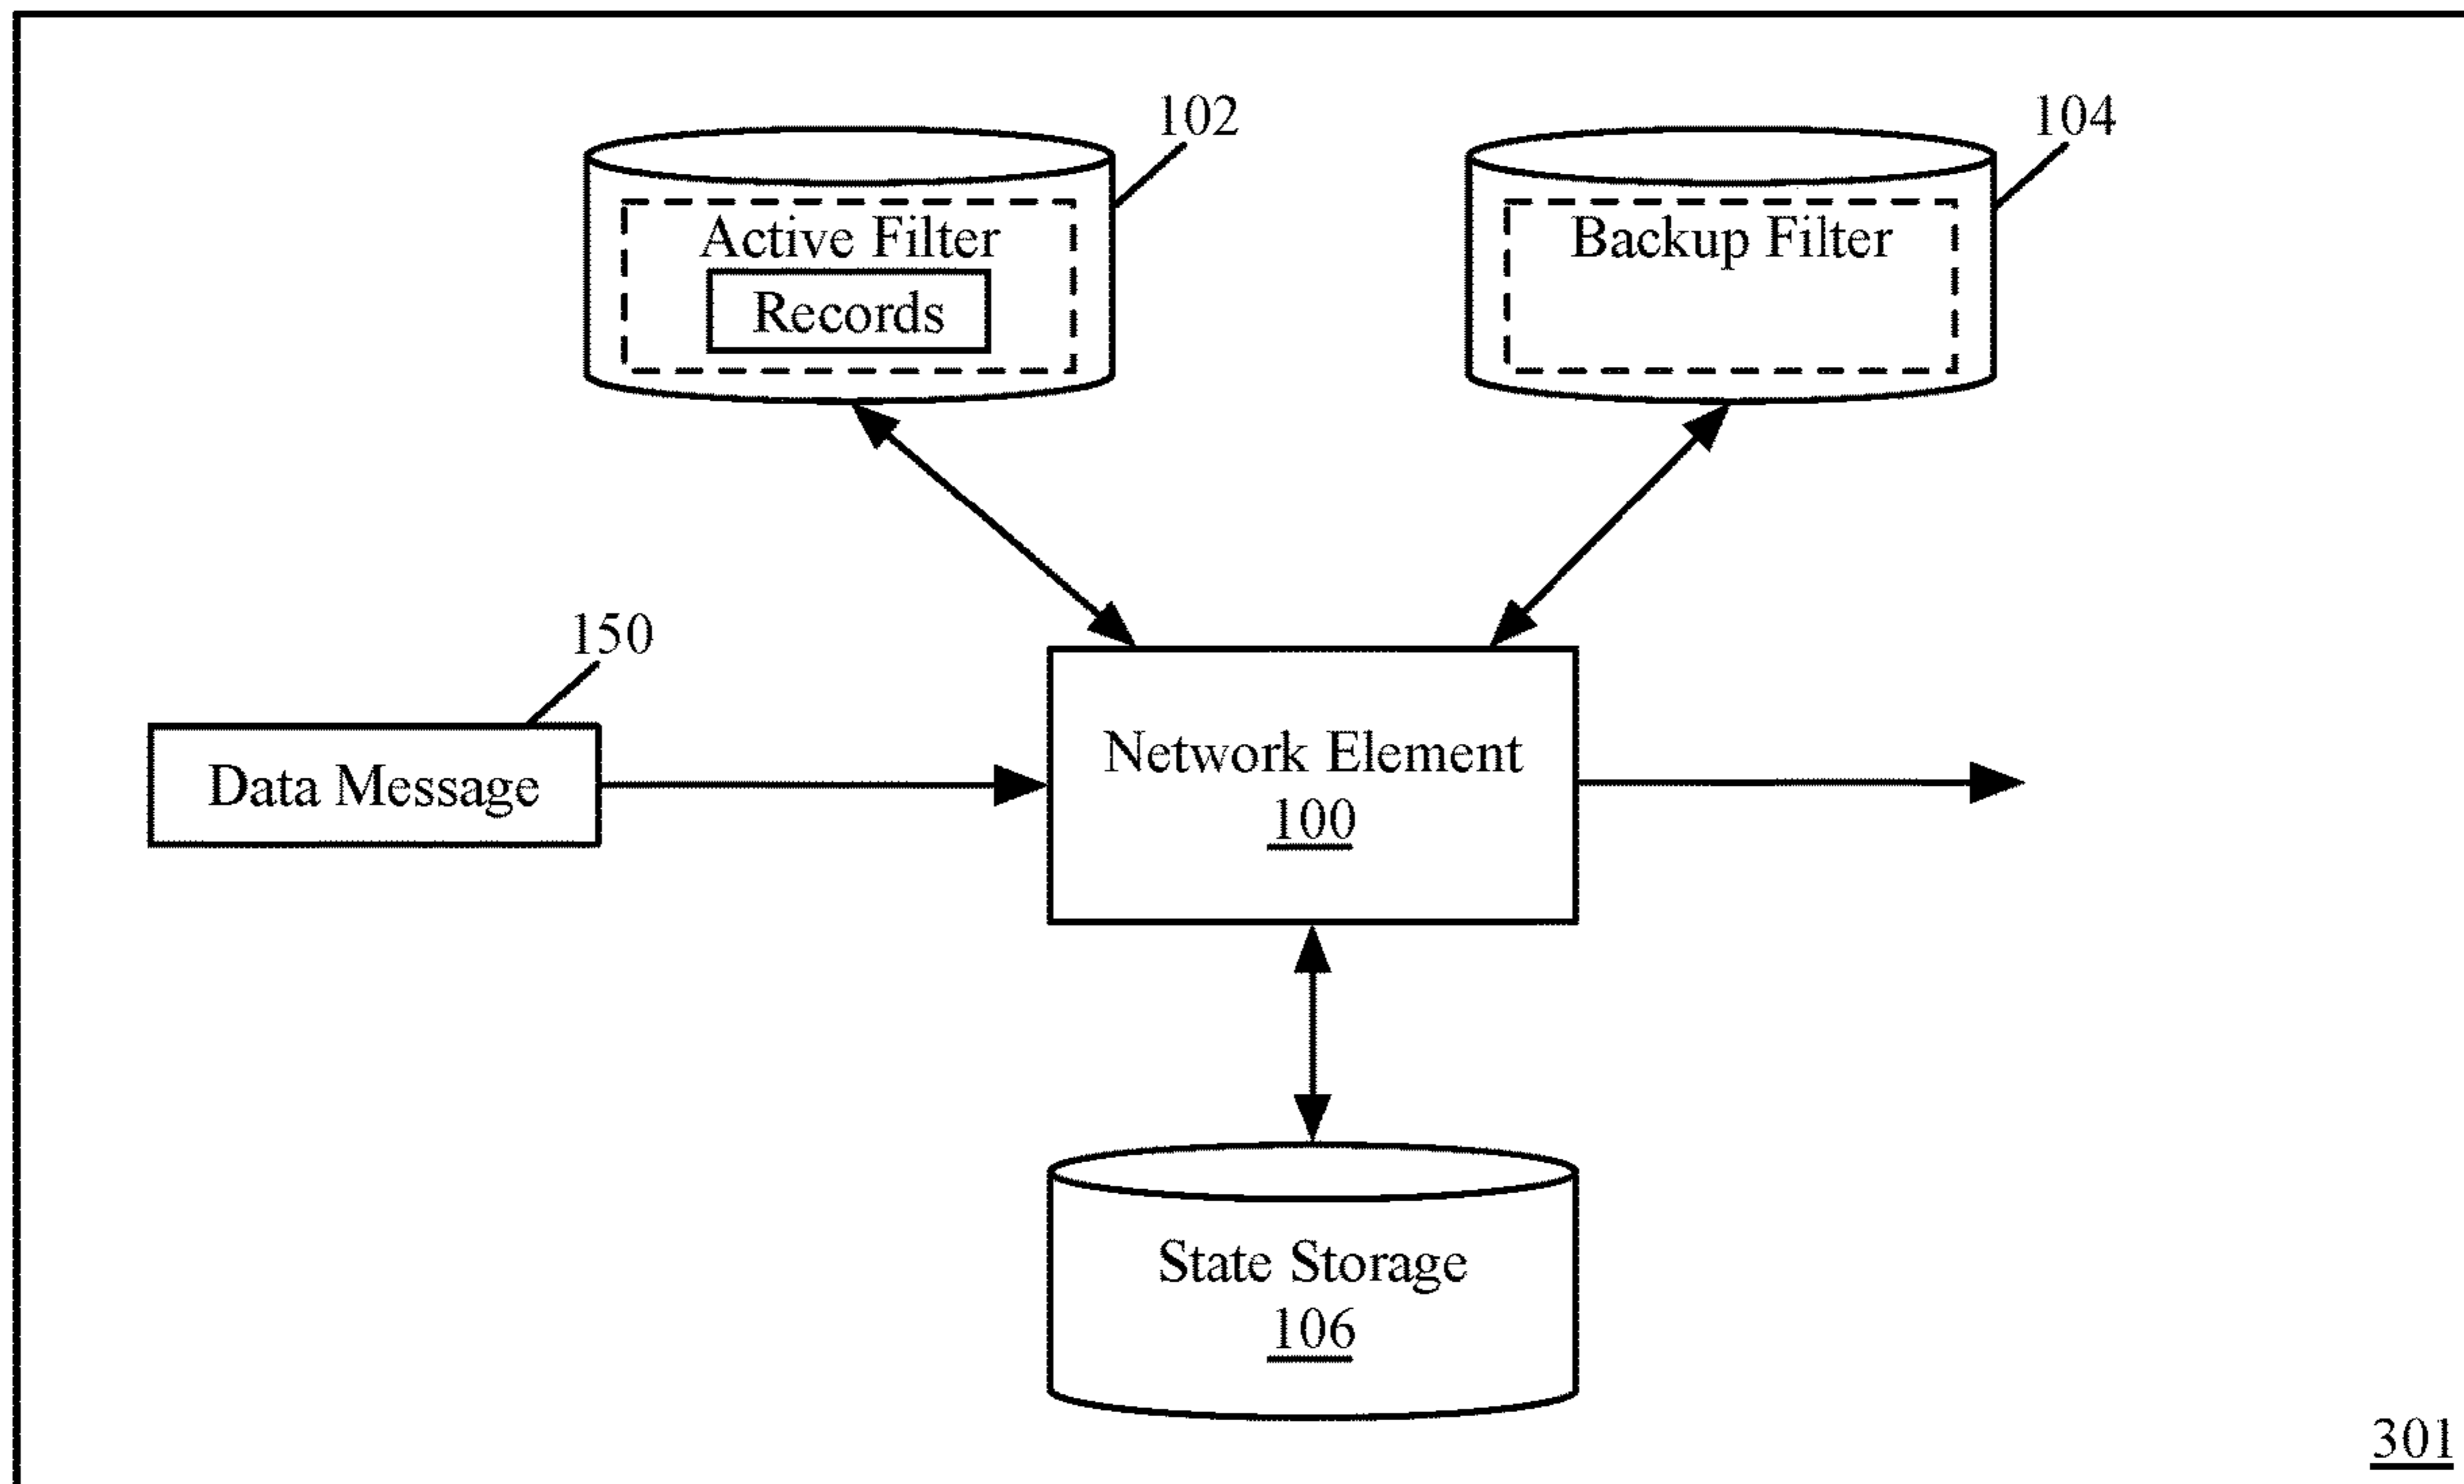 102
104
Active Filter
Backup Filter
Records
150
Network Element
100
Data Message
State Storage
106
301